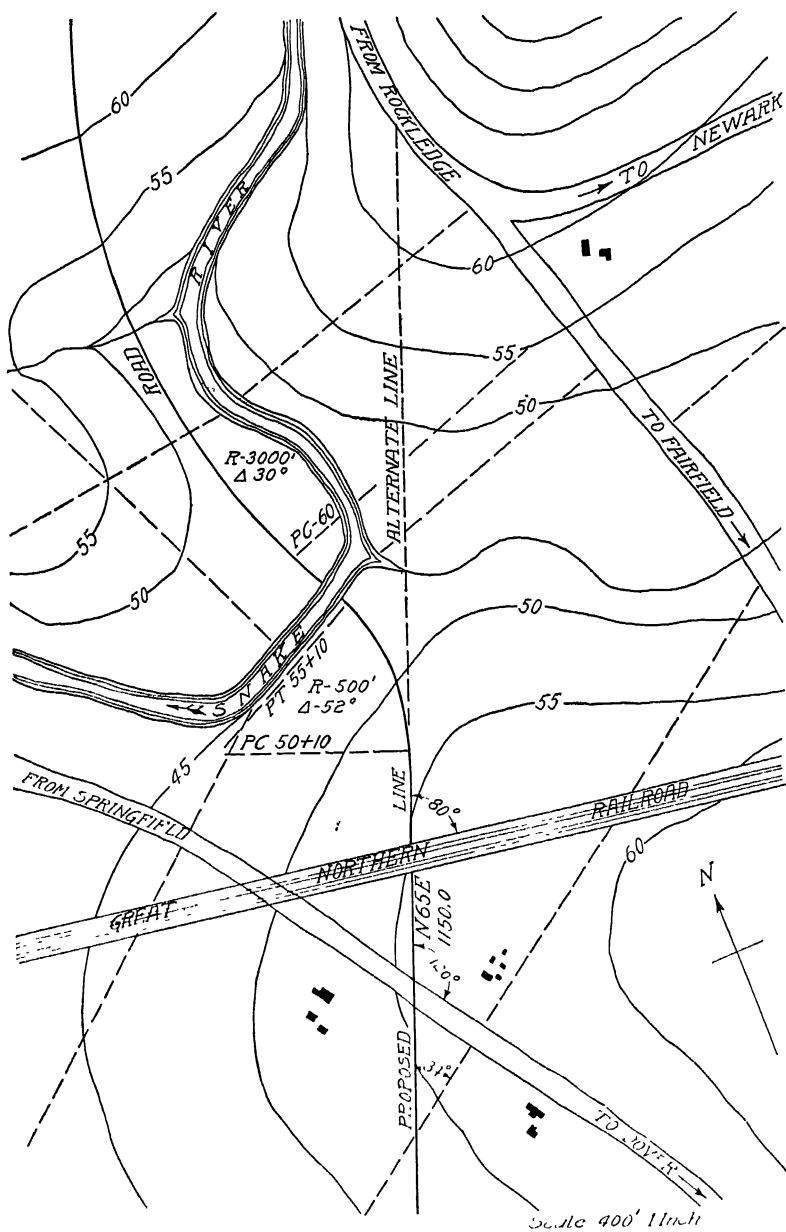 FROM ROCKLEDGE
TO NEWARK
60
55
RIVER
60
55
ROAD
ALTERNATE LINE
50
TO FAIRFIELD
R-3000'
Δ 30°
PC-60
55
50
50
SNAKE
PT 55+10
R-500'
Δ-52°
55
PC 50+10
45
LINE
80°
FROM SPRINGFIELD
RAILROAD
NORTHERN
GREAT
60
N
N65E
1150.0
PROPOSED
TO DOVER
Scale 400' 1 Inch